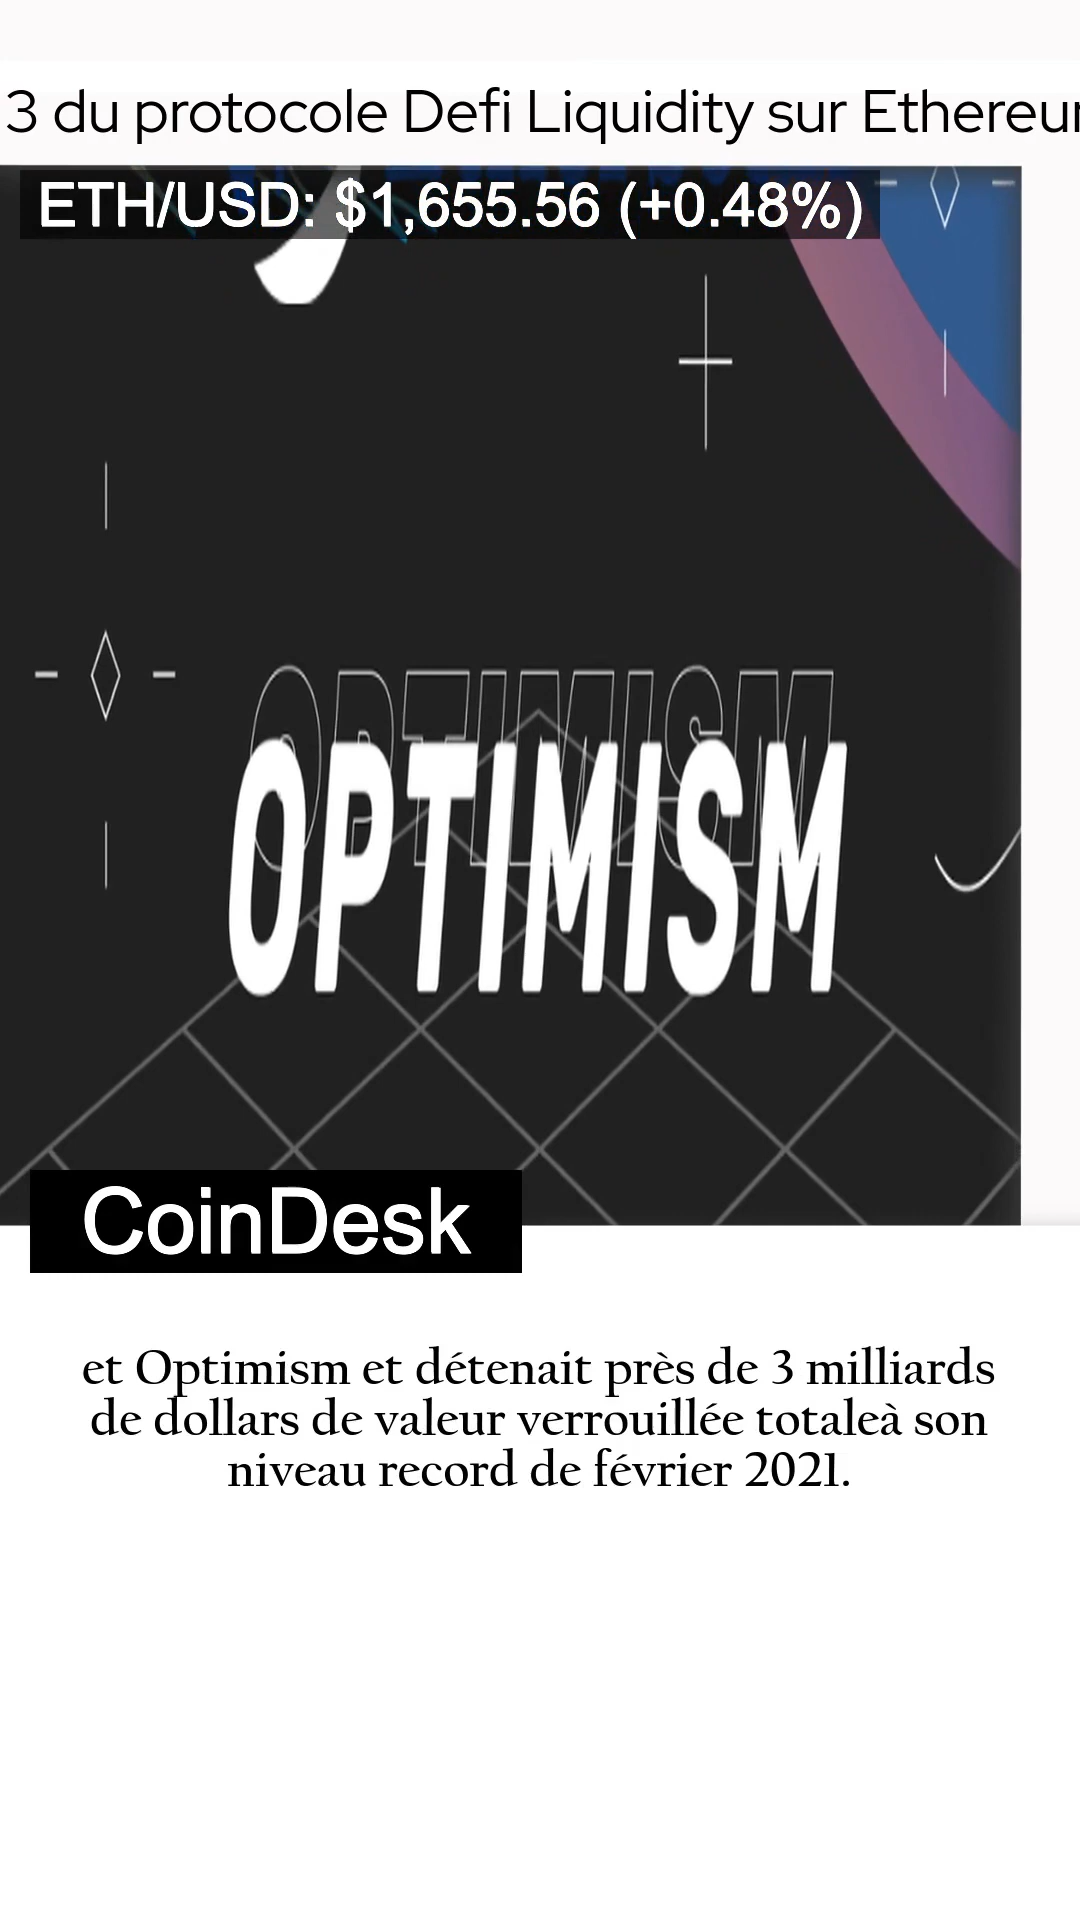 3 du protocole Defi Liquidity sur Ethereu
ETH/USD: $1,655.56 (+0.48%)
OPTIMISM
OPTIMISM
CoinDesk
et Optimism et détenait près de 3 milliards
de dollars de valeur verrouillée totaleà son
niveau record de février 2021.